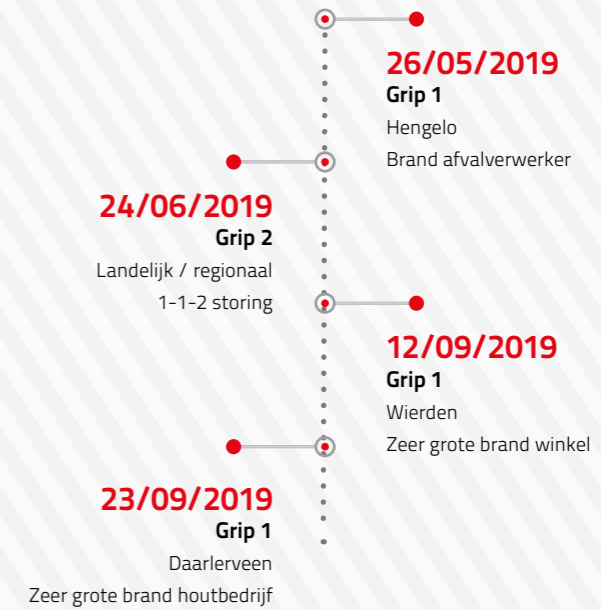 26/05/2019
Grip 1
Hengelo
Brand afvalverwerker
24/06/2019
Grip 2
Landelijk / regionaal
1-1-2 storing
12/09/2019
Grip 1
Wierden
Zeer grote brand winkel
23/09/2019
Grip 1
Daarlerveen
Zeer grote brand houtbedrijf